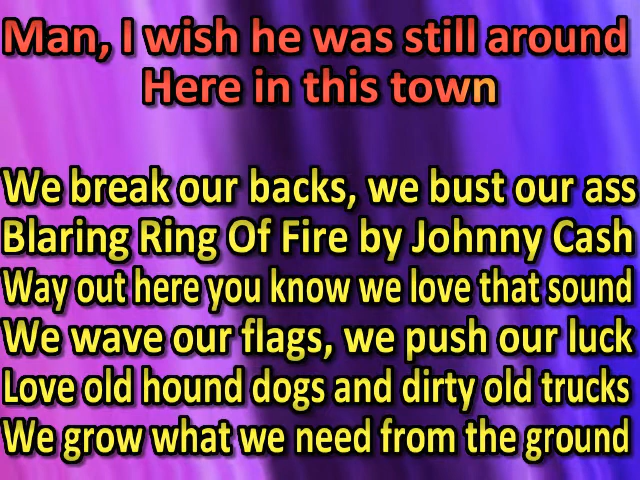 Man, I wish he was still around
Here in this town
We break our backs, we bust our ass
Blaring Ring Of Fire by Johnny Cash
Way out here you know we love that sound
We wave our flags, we push our luck
Love old hound dogs and dirty old trucks
We grow what we need from the ground